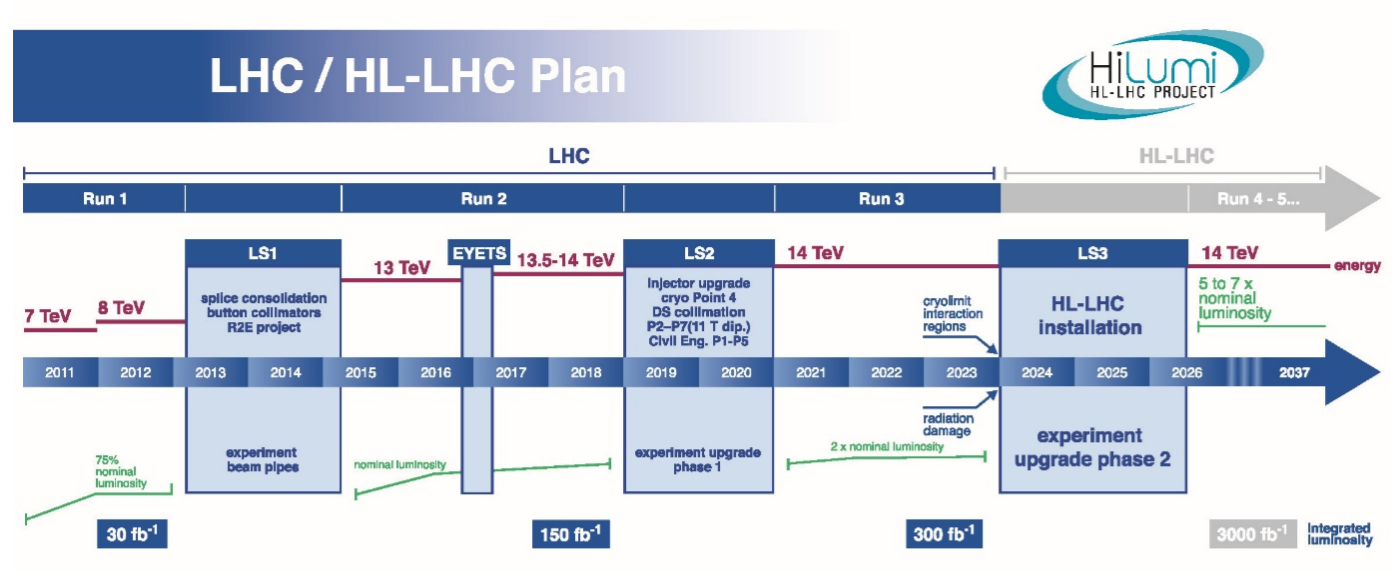 LHC / HL-LHC Plan
HiLumi
HL-LHC PROJECT
LHC
HL-LHC
Run 1
Run 2
Run 3
Run 4 - 5...
LS1
EYETS
LS2
LS3
7 TeV
8 TeV
13 TeV
13.5-14 TeV
14 TeV
14 TeV
energy
splice consolidation
button collimators
R2E project
Injector upgrade
cryo Point 4
DS collimation
P2–P7(11 T dip.)
Civil Eng. P1-P5
cryolimit
interaction
regions
HL-LHC
installation
5 to 7 x
nominal
luminosity
2011 2012 2013 2014 2015 2016 2017 2018 2019 2020 2021 2022 2023 2024 2025 2026 2037
radiation
damage
75%
nominal
luminosity
experiment
beam pipes
nominal luminosity
experiment upgrade
phase 1
2 x nominal luminosity
experiment
upgrade phase 2
30 fb-1
150 fb-1
300 fb-1
3000 fb-1
Integrated
luminosity